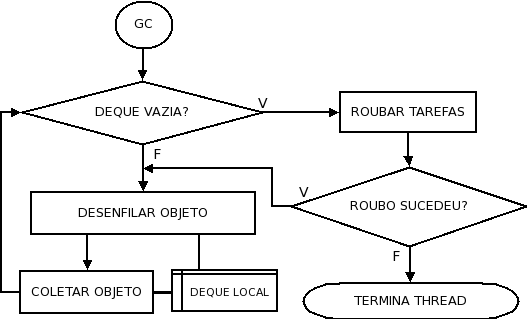 GC
DEQUE VAZIA?
V
ROUBAR TAREFAS
F
V
DESENFILAR OBJETO
ROUBO SUCEDEU?
F
COLETAR OBJETO
DEQUE LOCAL
TERMINA THREAD